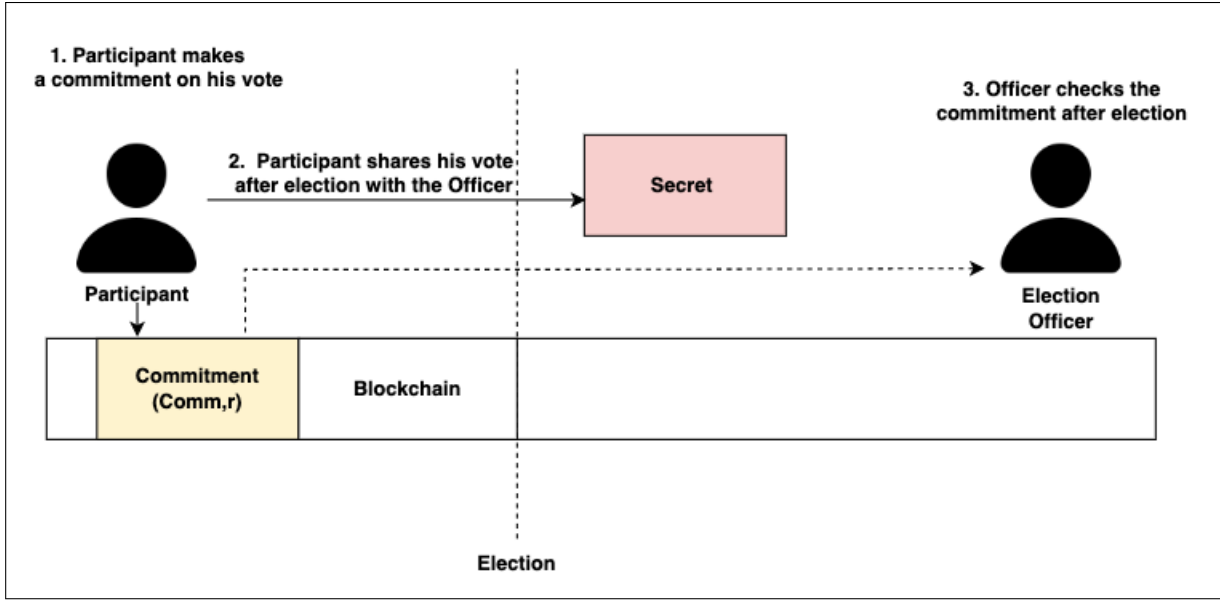 1. Participant makes
a commitment on his vote
3. Officer checks the
commitment after election
2. Participant shares his vote
after election with the Officer
Secret
Participant
Election
Officer
Commitment
(Comm,r)
Blockchain
Election